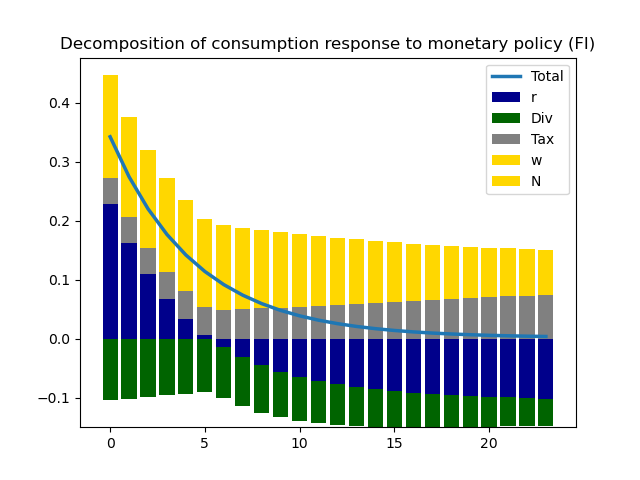 Decomposition of consumption response to monetary policy (FI)
Total
r
Div
Tax
w
N
0.4
0.3
0.2
0.1
0.0
−0.1
0 5 10 15 20